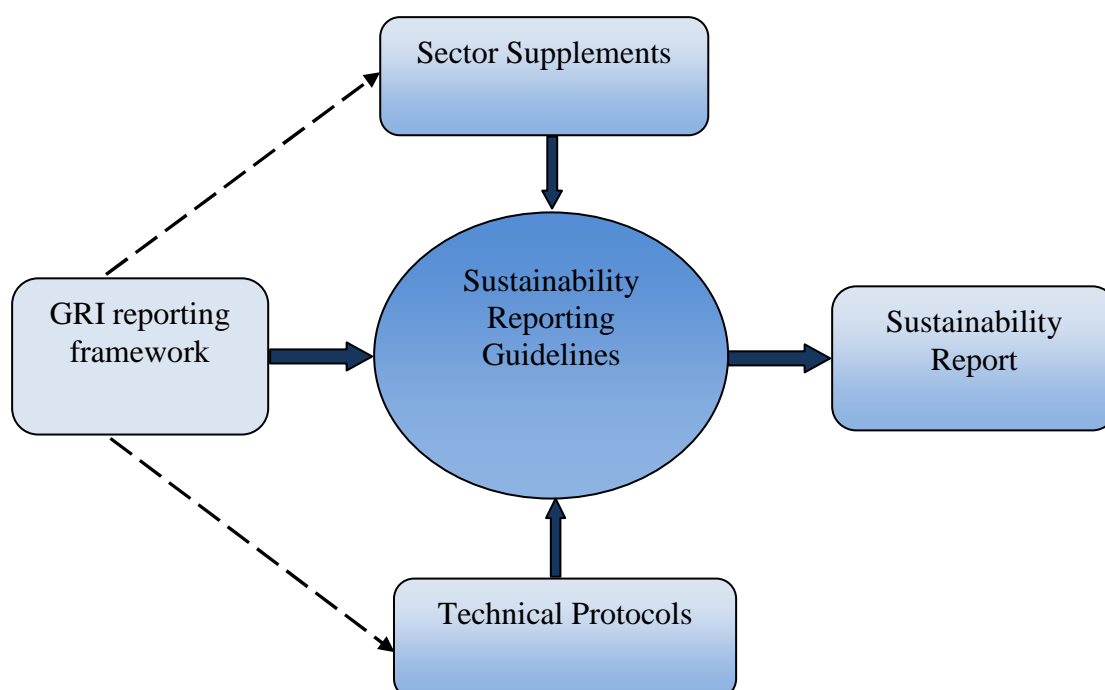 Sector Supplements
GRI reporting
framework
Sustainability
Reporting
Guidelines
Sustainability
Report
Technical Protocols